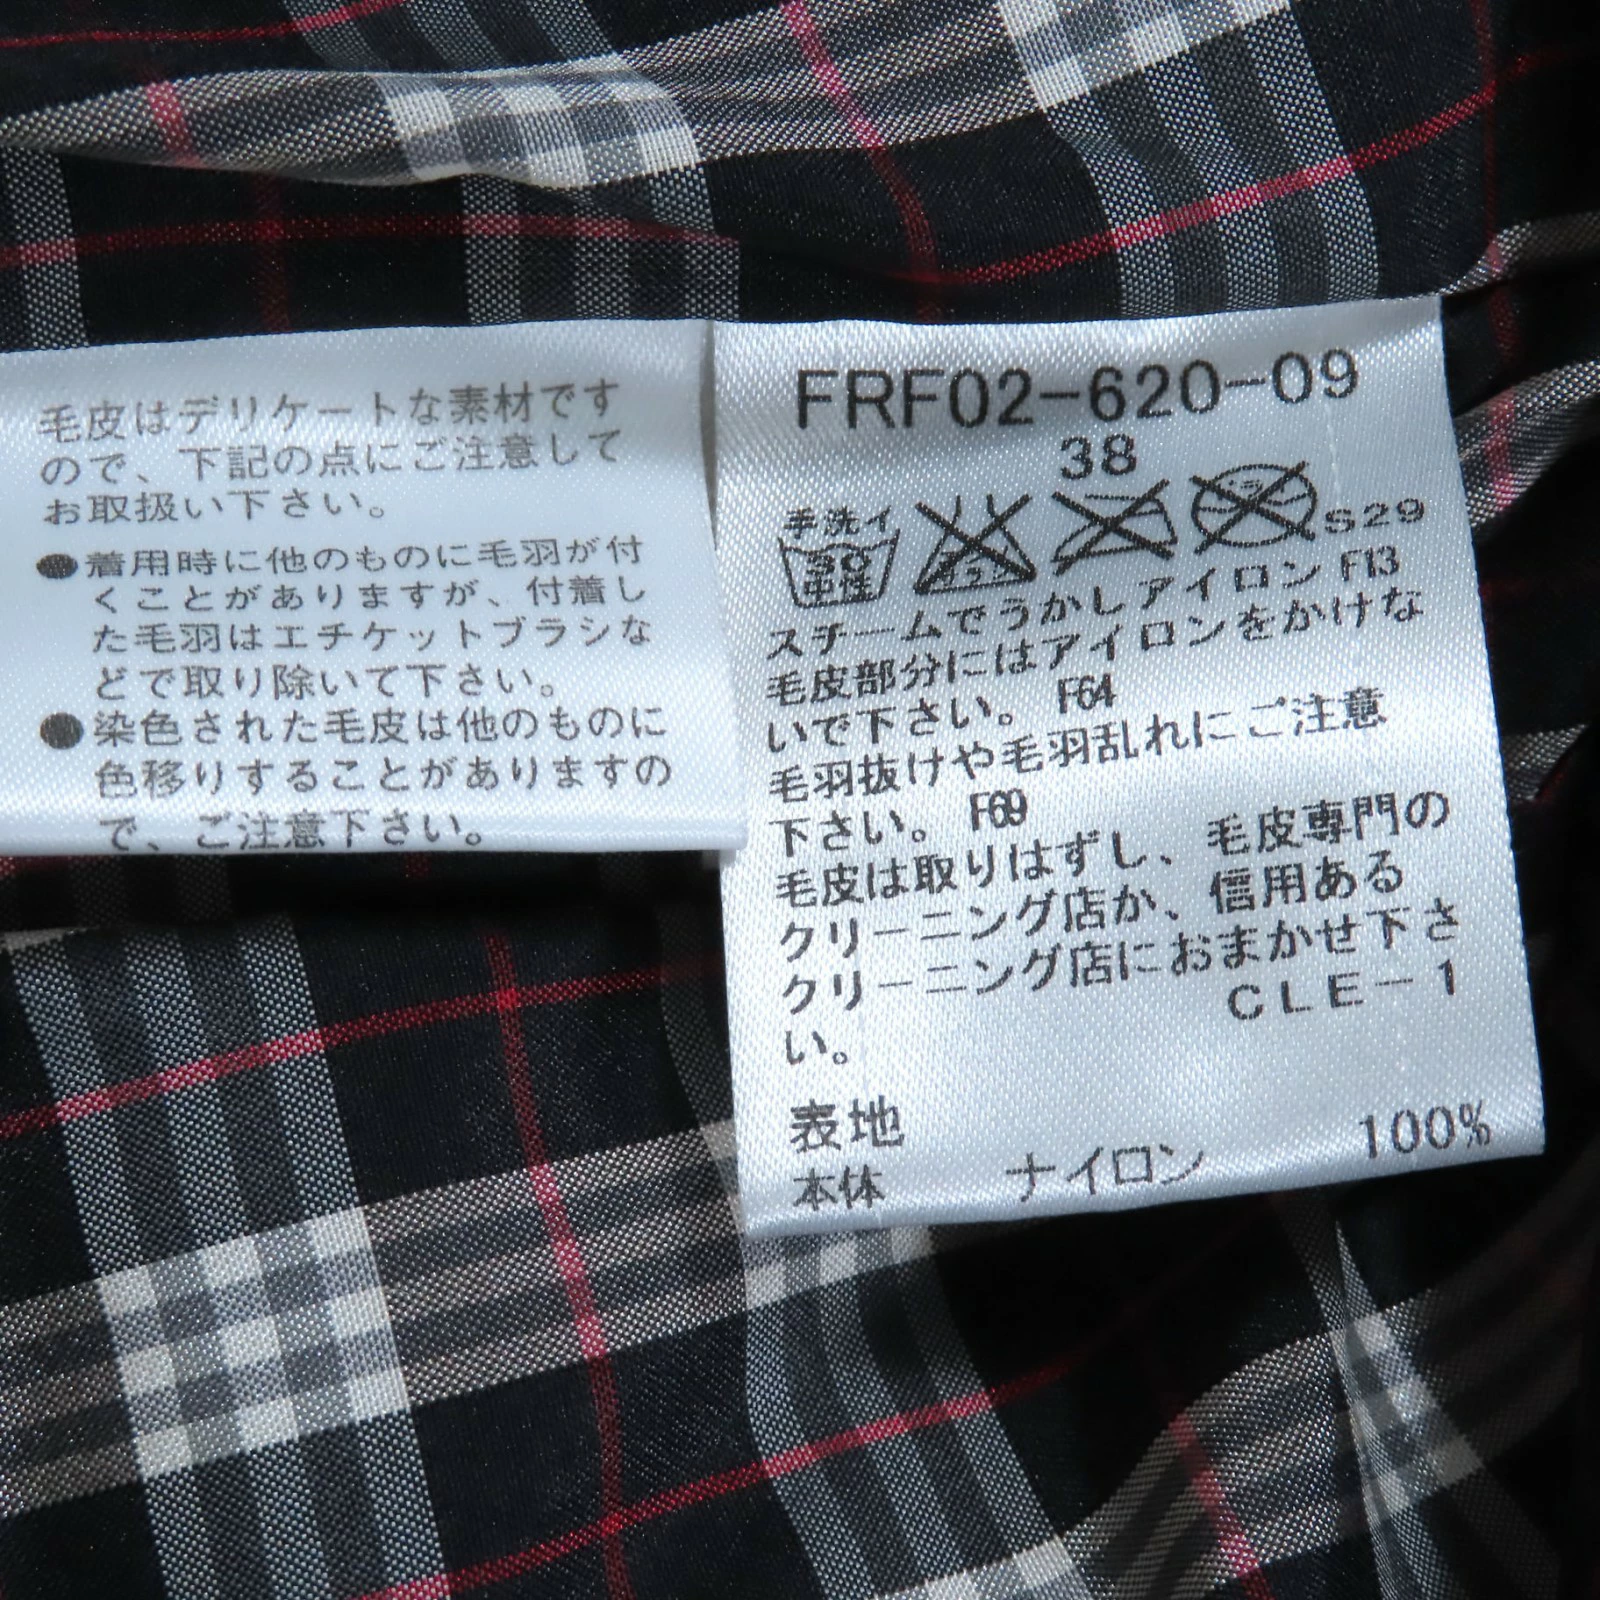 毛皮はデリケートな素材です
ので、下記の点にご注意して
お取扱い下さい。
●着用時に他のものに毛羽が付
くことがありますが、付着し
た毛羽はエチケットブラシな
どで取り除いて下さい。
●染色された毛皮は他のものに
色移りすることがありますの
で、ご注意下さい。
FRF02-620-09
38
手洗イ
30
中性
エンソサラシ
ドライ
S29
スチームでうかしアイロン F13
毛皮部分にはアイロンをかけな
いで下さい。 F64
毛羽抜けや毛羽乱れにご注意
下さい。 F69
毛皮は取りはずし、毛皮専門の
クリーニング店か、信用ある
クリーニング店におまかせ下さ
い。
CLE-1
表地
本体 ナイロン 100%